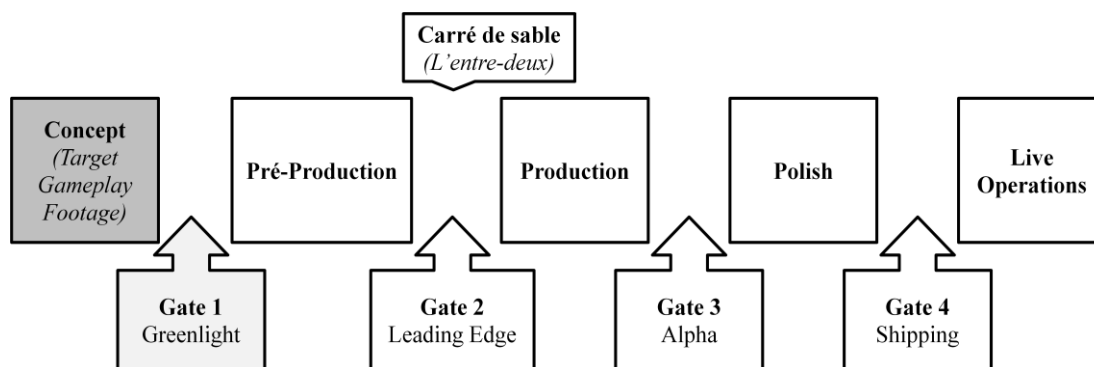 Carré de sable
(L'entre-deux)
Concept
(Target
Gameplay
Footage)
Pré-Production
Production
Polish
Live
Operations
Gate 1
Greenlight
Gate 2
Leading Edge
Gate 3
Alpha
Gate 4
Shipping